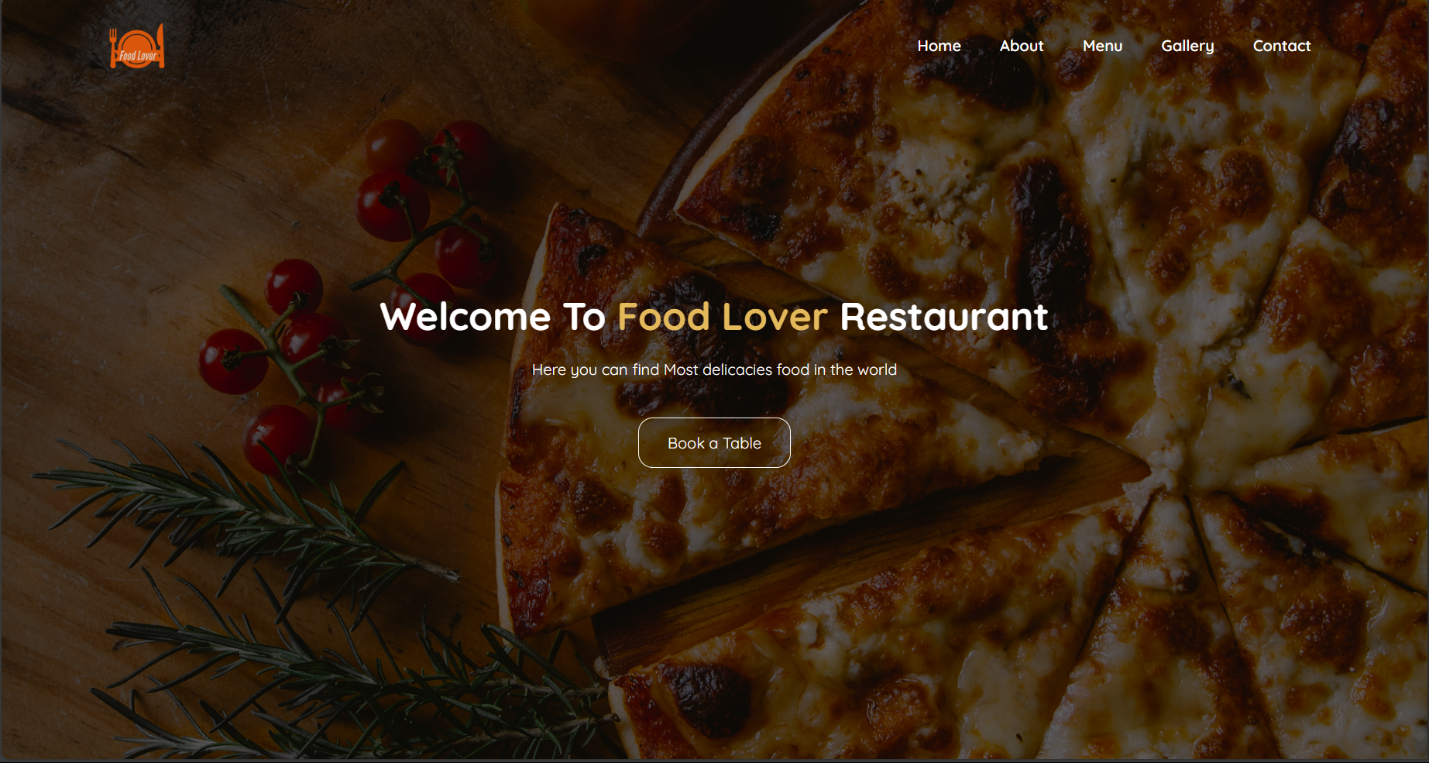 Food Lover
Home About Menu Gallery Contact
Welcome To Food Lover Restaurant
Here you can find Most delicacies food in the world
Book a Table